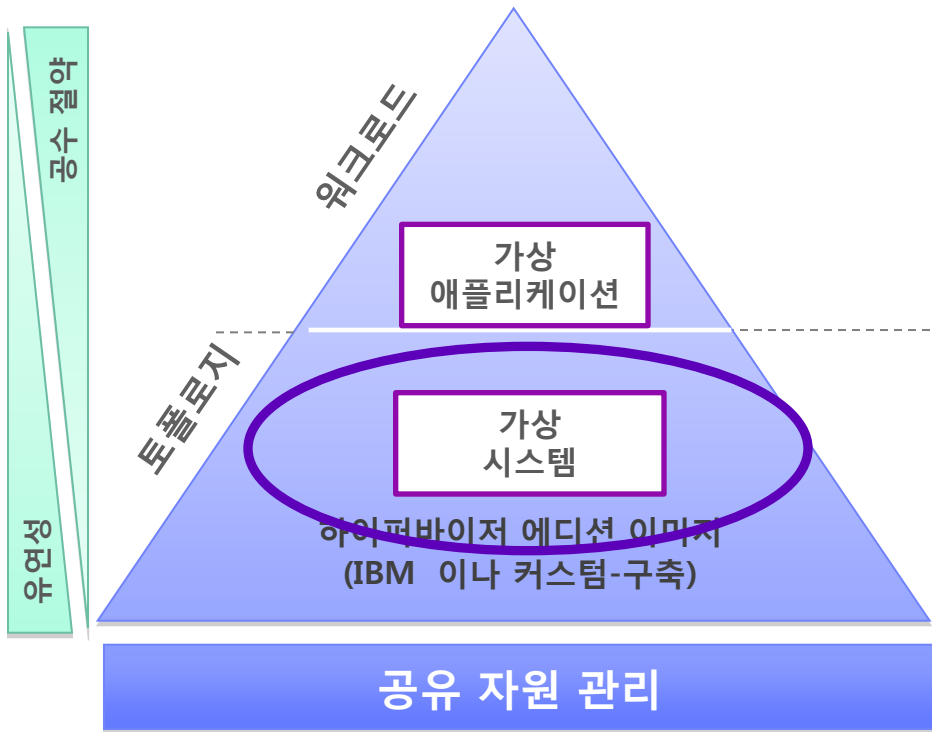 공수 절약
워크로드
가상
애플리케이션
토폴로지
가상
시스템
유연성
하이퍼바이저 에디션 이미지
(IBM 이나 커스텀-구축)
공유 자원 관리